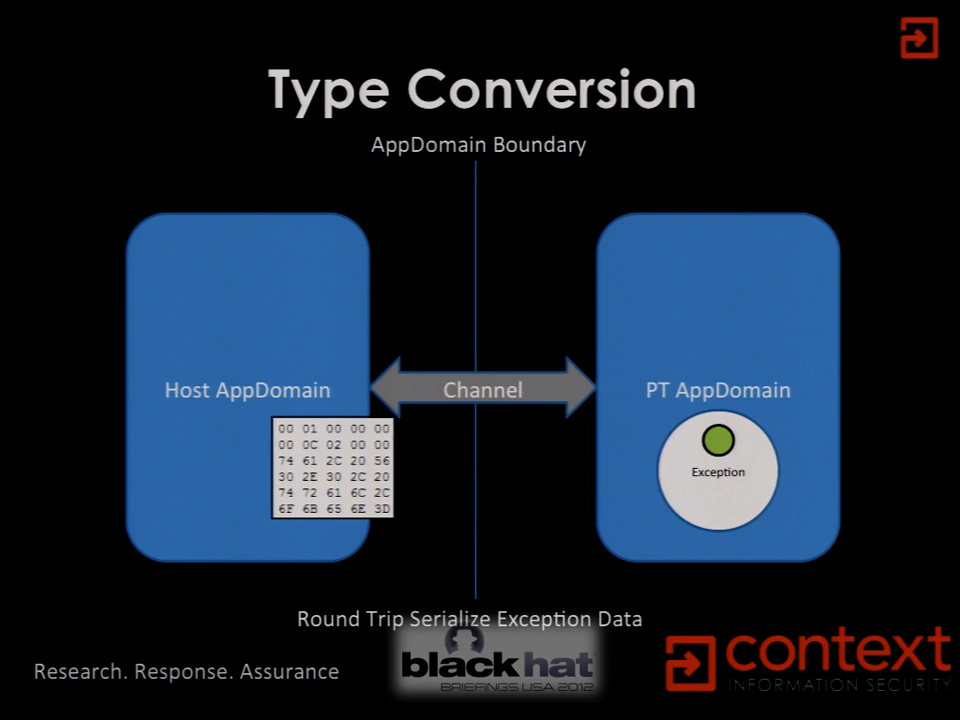 Type Conversion
AppDomain Boundary
Host AppDomain
Channel
PT AppDomain
00 01 00 00 00
00 0C 02 00 00
74 61 2C 20 56
30 2E 30 2C 20
74 72 61 6C 2C
6F 6B 65 6E 3D
Exception
Round Trip Serialize Exception Data
Research. Response. Assurance
black hat
BRIEFINGS USA 2012
context
INFORMATION SECURITY